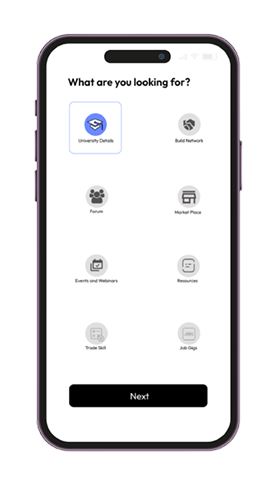 What are you looking for?
University Details
Build Network
Forum
Market Place
Events and Webinars
Resources
Trade Skill
Job Gigs
Next